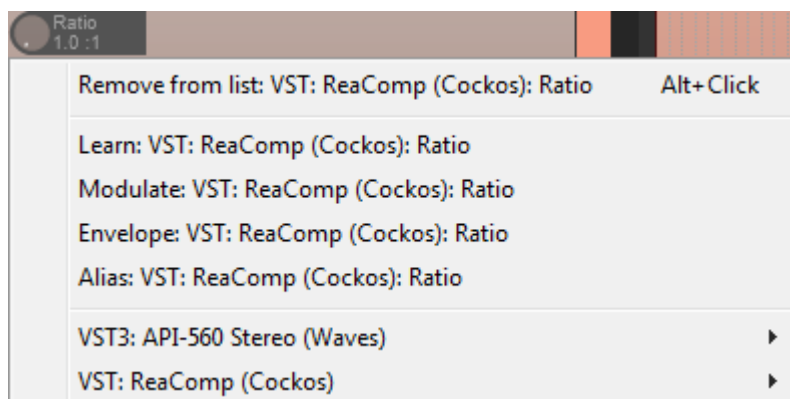 Ratio
1.0 :1
Remove from list: VST: ReaComp (Cockos): Ratio Alt+Click
Learn: VST: ReaComp (Cockos): Ratio
Modulate: VST: ReaComp (Cockos): Ratio
Envelope: VST: ReaComp (Cockos): Ratio
Alias: VST: ReaComp (Cockos): Ratio
VST3: API-560 Stereo (Waves)
VST: ReaComp (Cockos)